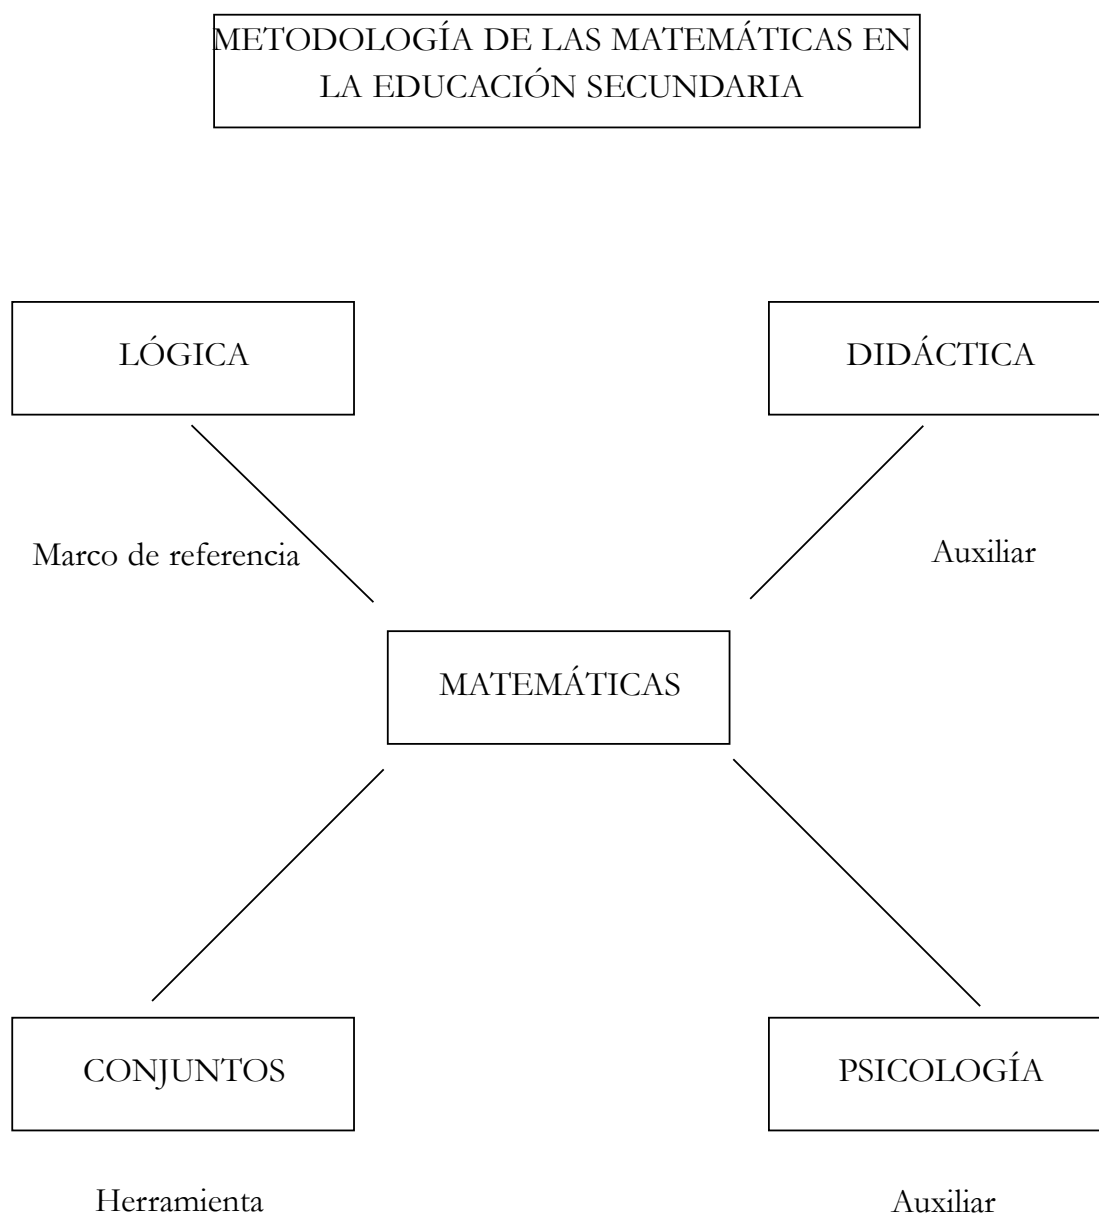 METODOLOGÍA DE LAS MATEMÁTICAS EN
LA EDUCACIÓN SECUNDARIA
LÓGICA
DIDÁCTICA
Marco de referencia
Auxiliar
MATEMÁTICAS
CONJUNTOS
PSICOLOGÍA
Herramienta
Auxiliar